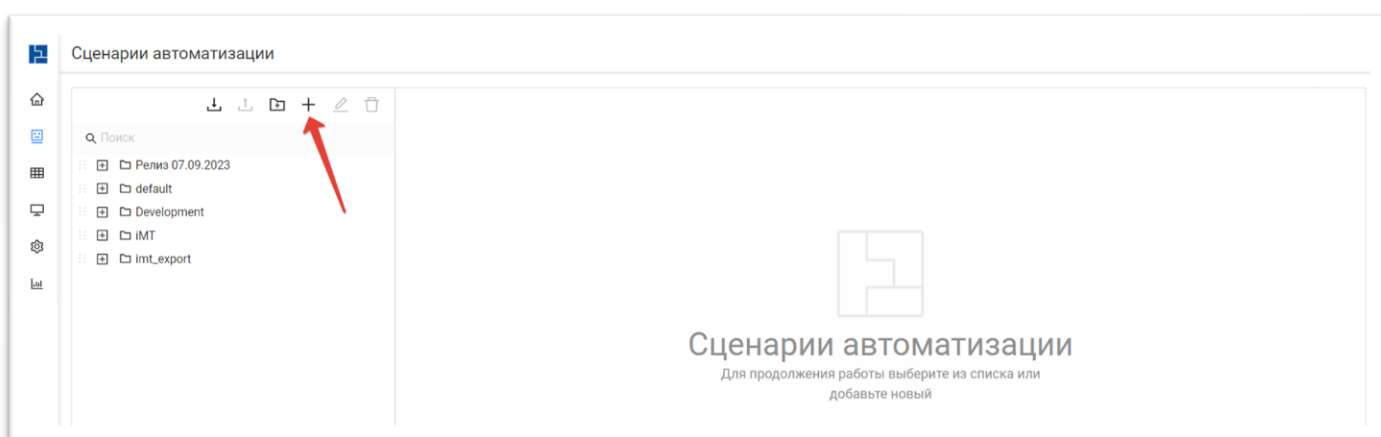 Сценарии автоматизации
Поиск
Релиз 07.09.2023
default
Development
iMT
imt_export
Сценарии автоматизации
Для продолжения работы выберите из списка или
добавьте новый